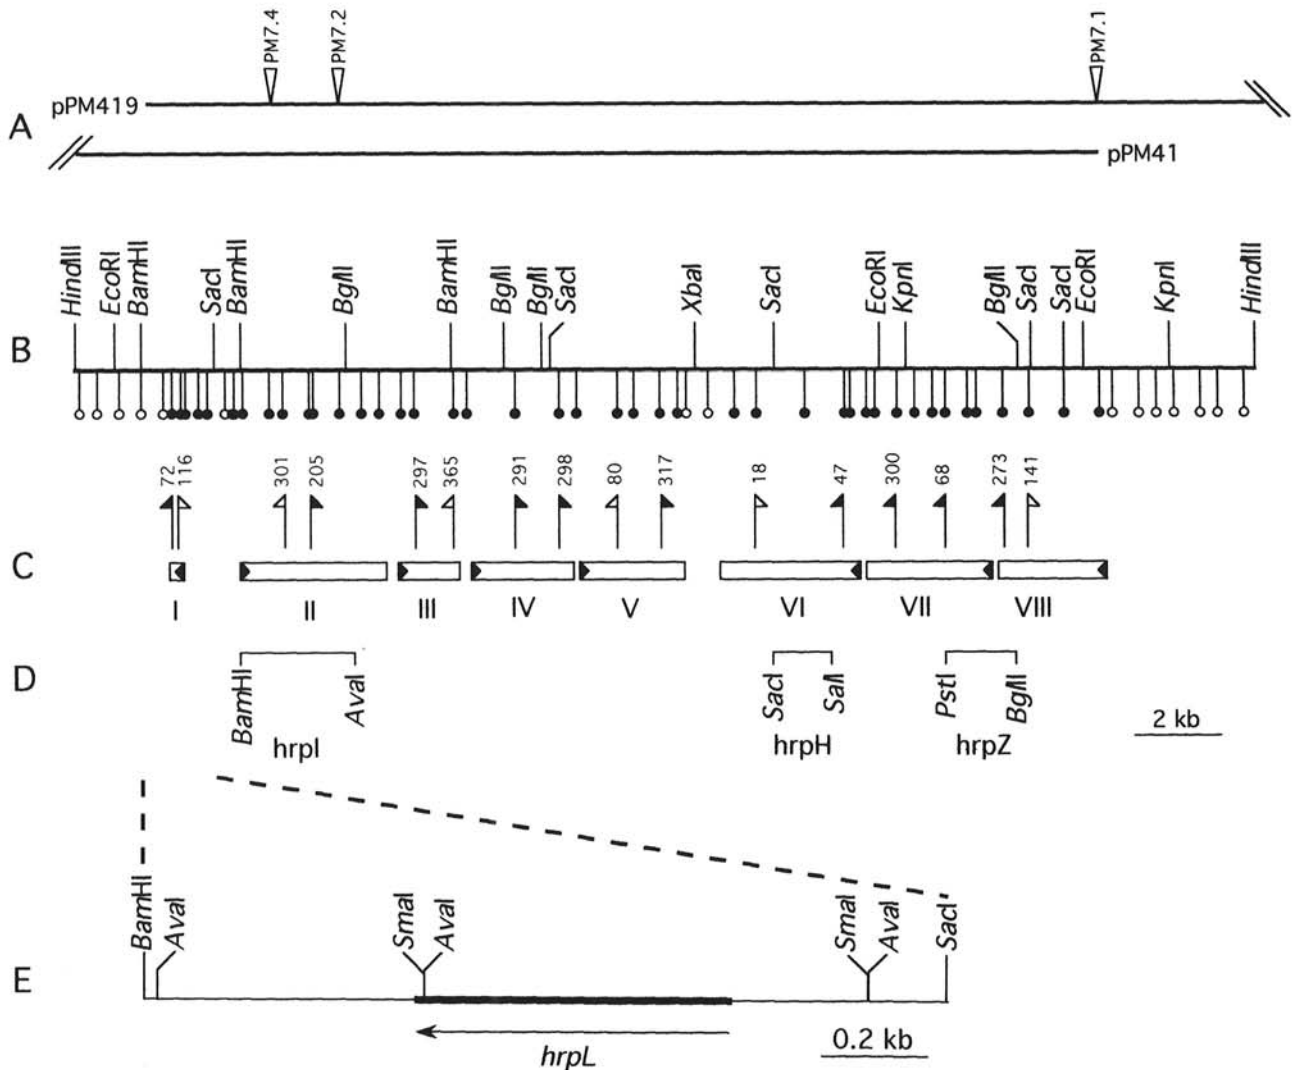 PM7.4
PM7.2
PM7.1
pPM419
A
pPM41
HindIII
EcoRI
BamHI
SacI
BamHI
BglII
BamHI
BglII
BglII
SacI
XbaI
SacI
EcoRI
KpnI
BglII
SacI
SacI
EcoRI
KpnI
HindIII
B
72
116
301
205
297
365
291
298
80
317
18
47
300
68
273
141
C
I
II
III
IV
V
VI
VII
VIII
D
BamHI
AvaI
SacI
SalI
PstI
BglII
2 kb
hrpI
hrpH
hrpZ
BamHI
AvaI
SmaI
AvaI
SmaI
AvaI
SacI
E
hrpL
0.2 kb